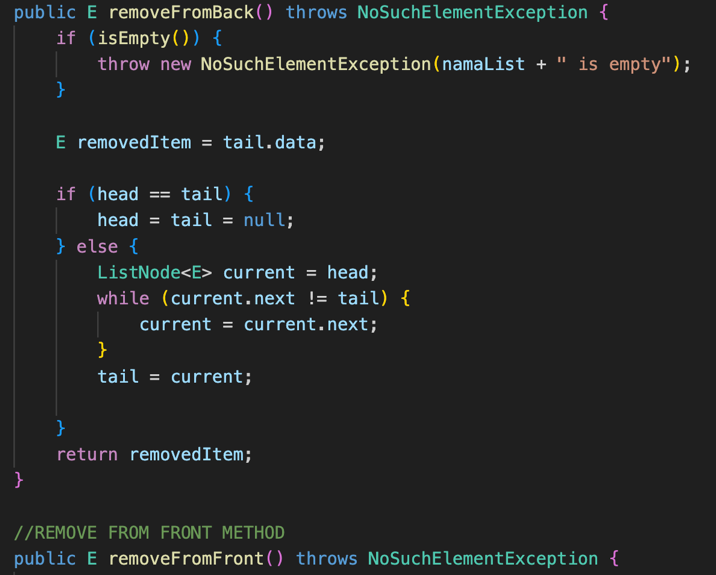 public E removeFromBack() throws NoSuchElementException {
    if (isEmpty()) {
        throw new NoSuchElementException(namaList + " is empty");
    }
    E removedItem = tail.data;
    if (head == tail) {
        head = tail = null;
    } else {
        ListNode<E> current = head;
        while (current.next != tail) {
            current = current.next;
        }
        tail = current;
    }
    return removedItem;
}
//REMOVE FROM FRONT METHOD
public E removeFromFront() throws NoSuchElementException {